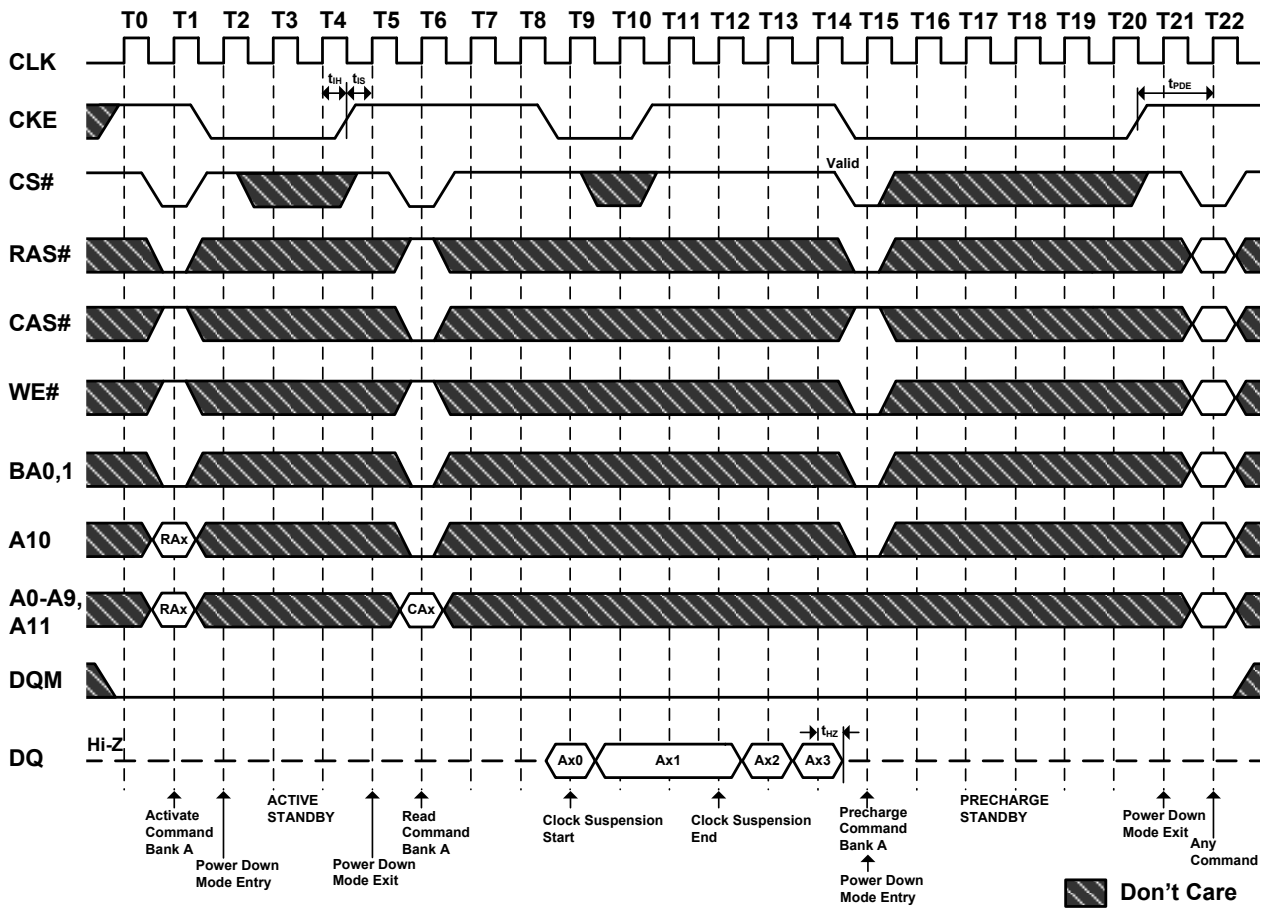 T0 T1 T2 T3 T4 T5 T6 T7 T8 T9 T10 T11 T12 T13 T14 T15 T16 T17 T18 T19 T20 T21 T22
CLK
tIH tIS
tPDE
CKE
Valid
CS#
RAS#
CAS#
WE#
BA0,1
A10
RAx
A0-A9,
A11
RAx
CAx
DQM
Hi-Z
DQ
Ax0
Ax1
Ax2
Ax3
tHZ
Activate
Command
Bank A
Power Down
Mode Entry
ACTIVE
STANDBY
Power Down
Mode Exit
Read
Command
Bank A
Clock Suspension
Start
Clock Suspension
End
Precharge
Command
Bank A
Power Down
Mode Entry
PRECHARGE
STANDBY
Power Down
Mode Exit
Any
Command
Don't Care